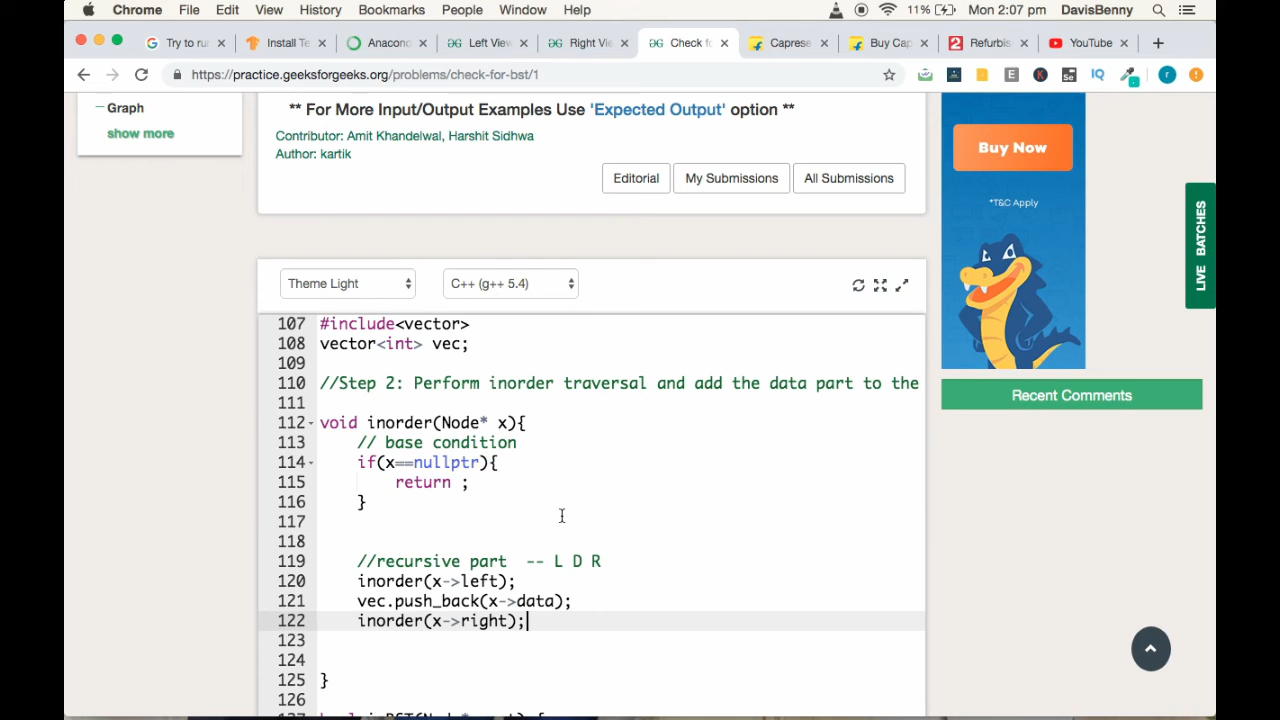 Chrome File Edit View History Bookmarks People Window Help 11% Mon 2:07 pm DavisBenny
Try to ru Install Te Anacon Left View Right Vie Check fo Caprese Buy Cap Refurbis YouTube
https://practice.geeksforgeeks.org/problems/check-for-bst/1
Graph
show more
** For More Input/Output Examples Use 'Expected Output' option **
Contributor: Amit Khandelwal, Harshit Sidhwa
Author: kartik
Editorial My Submissions All Submissions
Buy Now
*T&C Apply
LIVE BATCHES
Recent Comments
Theme Light C++ (g++ 5.4)
107 #include<vector>
108 vector<int> vec;
109
110 //Step 2: Perform inorder traversal and add the data part to the
111
112 void inorder(Node* x){
113 // base condition
114 if(x==nullptr){
115 return ;
116 }
117
118
119 //recursive part -- L D R
120 inorder(x->left);
121 vec.push_back(x->data);
122 inorder(x->right);
123
124
125 }
126